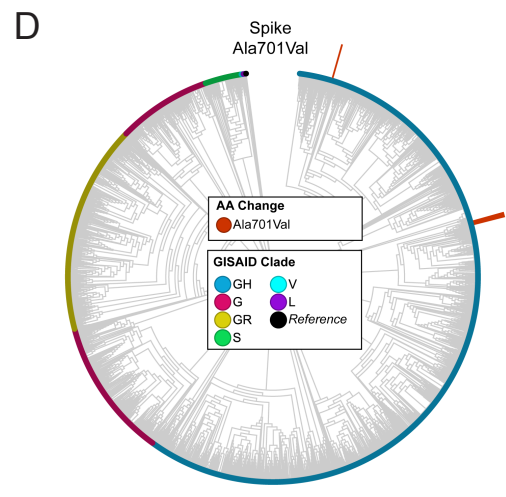 D
Spike
Ala701Val
AA Change
Ala701Val
GISAID Clade
GH
G
GR
S
V
L
Reference